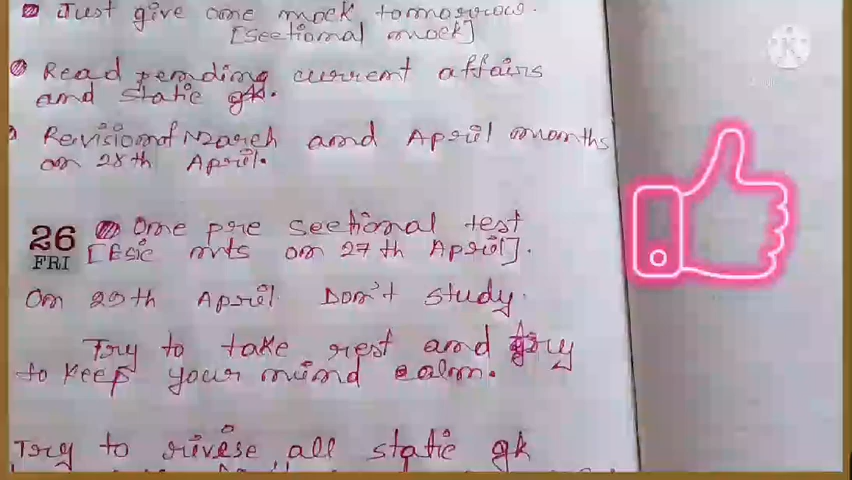 Just give one mock tomorrow.
[sectional mock]
Read pending current affairs
and static gk.
Revision of March and April months
on 28th April.
26
FRI
One pre sectional test
[Esic mts on 27th April].
On 29th April Don't study.
Try to take rest and try
to keep your mind calm.
Try to rivise all static gk
K